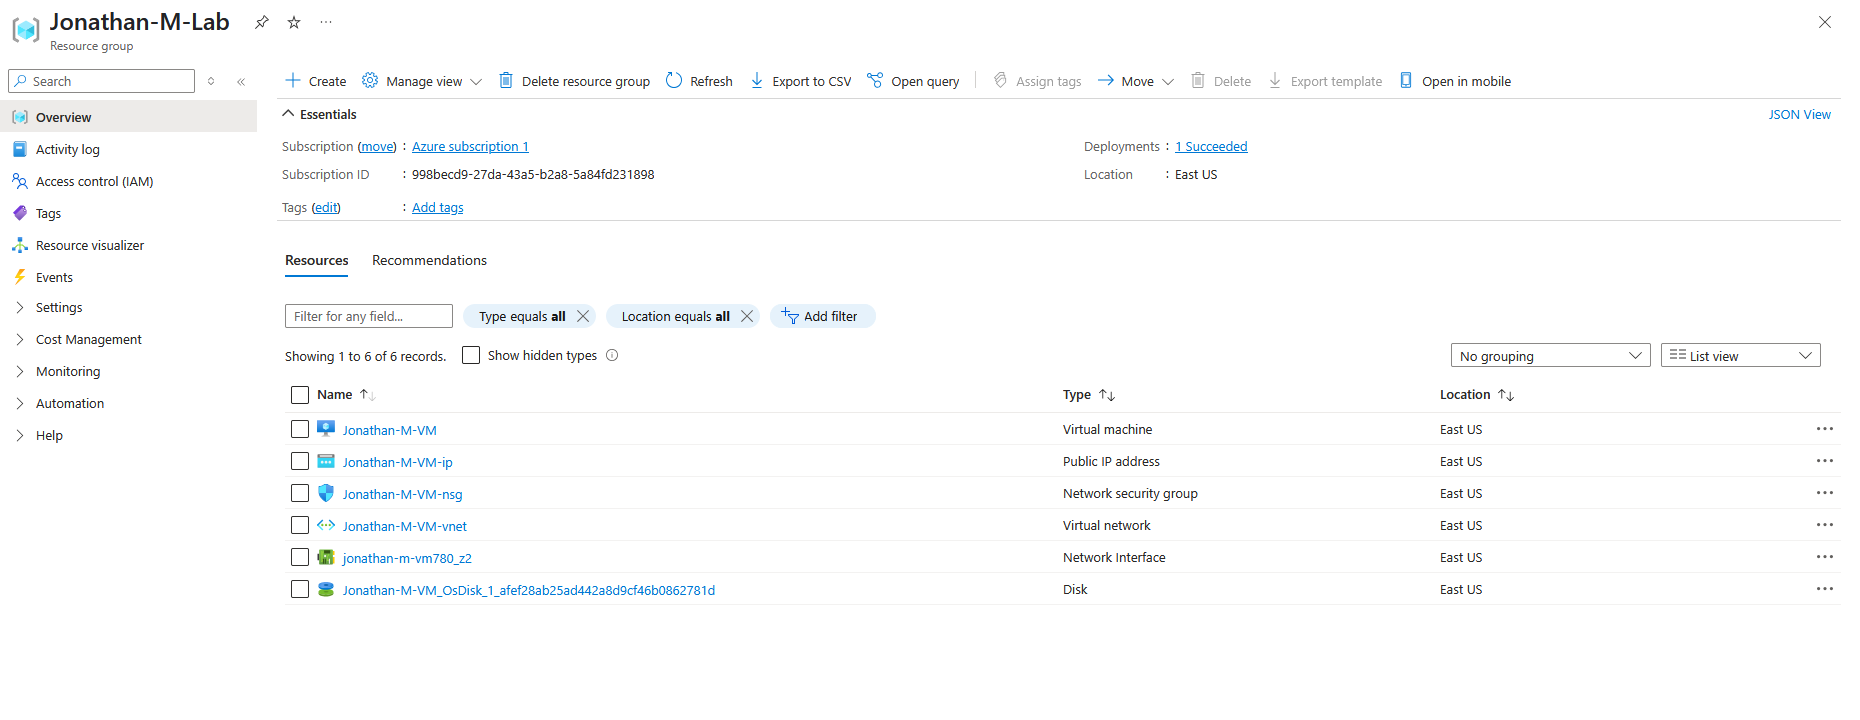 Jonathan-M-Lab
Resource group
Search
Overview
Activity log
Access control (IAM)
Tags
Resource visualizer
Events
Settings
Cost Management
Monitoring
Automation
Help
Create Manage view Delete resource group Refresh Export to CSV Open query Assign tags Move Delete Export template Open in mobile
Essentials JSON View
Subscription (move) : Azure subscription 1 Deployments : 1 Succeeded
Subscription ID : 998becd9-27da-43a5-b2a8-5a84fd231898 Location : East US
Tags (edit) : Add tags
Resources Recommendations
Filter for any field... Type equals all Location equals all Add filter
Showing 1 to 6 of 6 records. Show hidden types No grouping List view
Name Type Location
Jonathan-M-VM Virtual machine East US
Jonathan-M-VM-ip Public IP address East US
Jonathan-M-VM-nsg Network security group East US
Jonathan-M-VM-vnet Virtual network East US
jonathan-m-vm780_z2 Network Interface East US
Jonathan-M-VM_OsDisk_1_afef28ab25ad442a8d9cf46b0862781d Disk East US